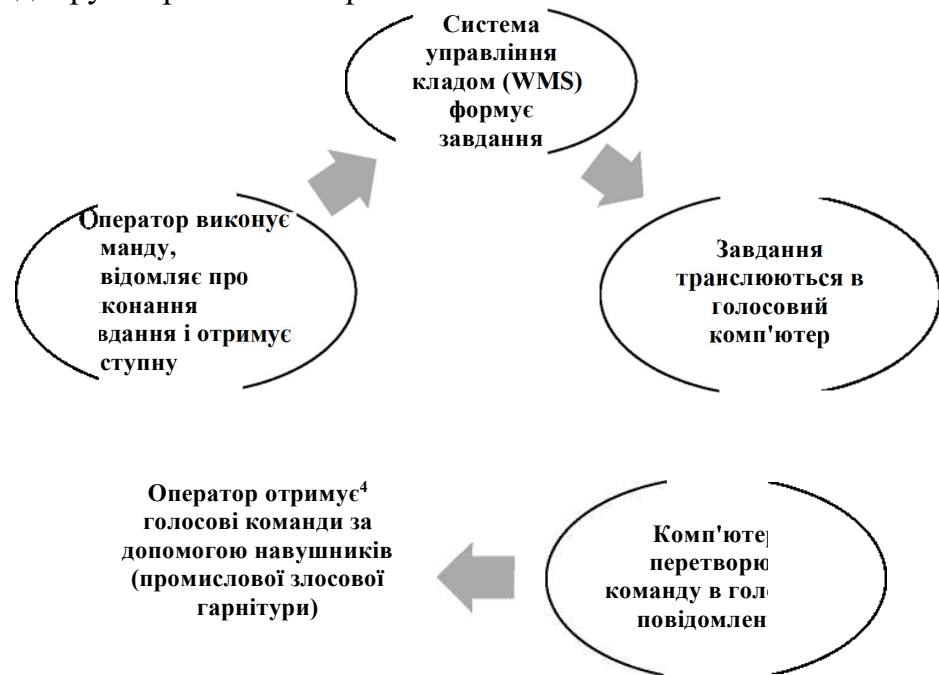 Система
управління
кладом (WMS)
формує
завдання
Завдання
транслюються в
голосовий
комп'ютер
Комп'ютер
перетворю
команду в гол
повідомлен
Оператор отримує⁴
голосові команди за
допомогою навушників
(промислової злосової
гарнітури)
Оператор виконує
манду,
відомляє про
конання
вдання і отримує
ступну